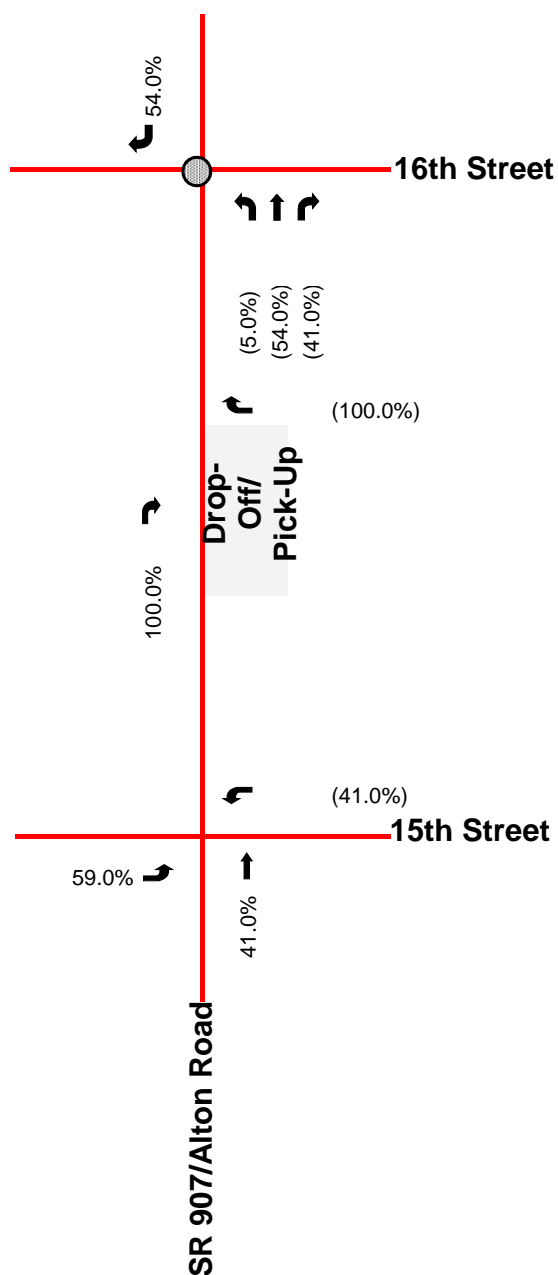 54.0%
16th Street
(5.0%)
(54.0%)
(41.0%)
(100.0%)
Drop-
Off/
Pick-Up
100.0%
(41.0%)
15th Street
59.0%
41.0%
SR 907/Alton Road